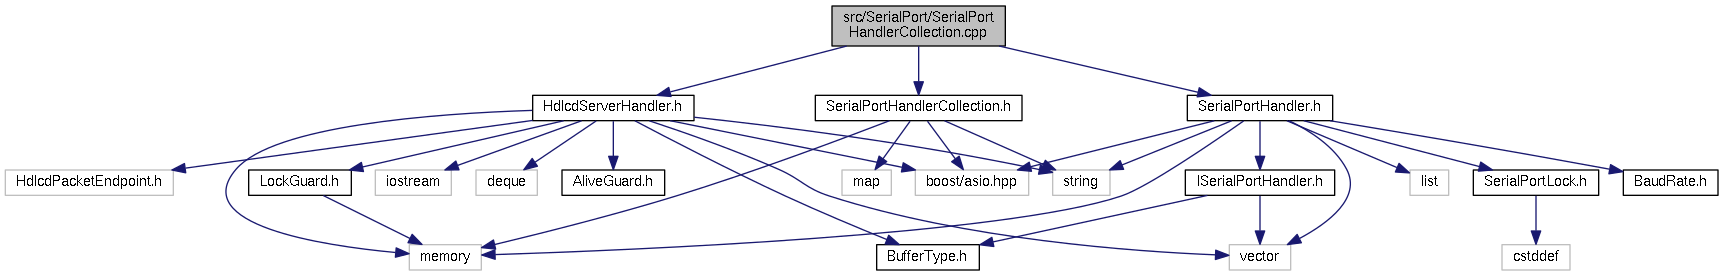 src/SerialPort/SerialPort
HandlerCollection.cpp
HdlcdServerHandler.h
SerialPortHandlerCollection.h
SerialPortHandler.h
HdlcdPacketEndpoint.h
LockGuard.h
iostream
deque
AliveGuard.h
map
boost/asio.hpp
string
ISerialPortHandler.h
list
SerialPortLock.h
BaudRate.h
memory
BufferType.h
vector
cstddef